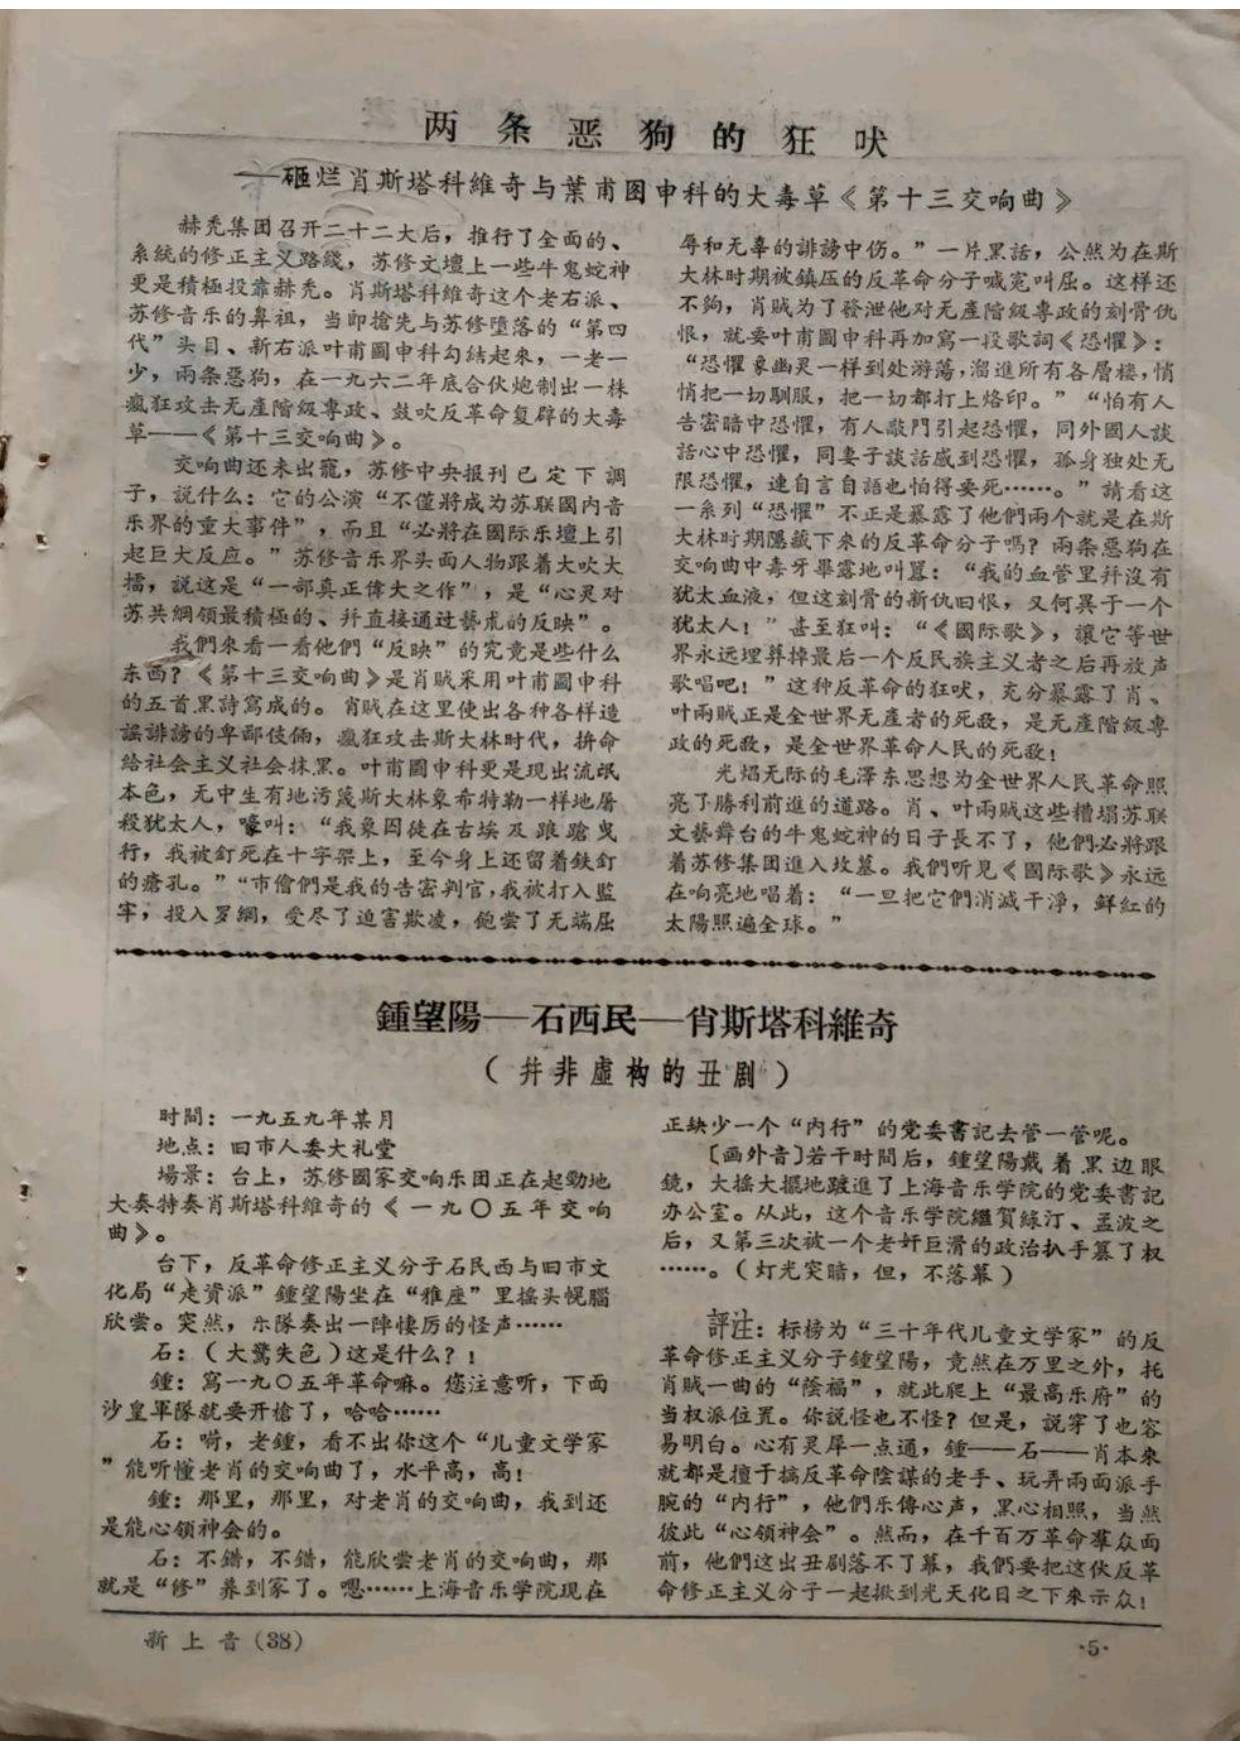 两条恶狗的狂吠
——砸烂肖斯塔科維奇与葉甫图申科的大毒草《第十三交响曲》
赫秃集团召开二十二大后，推行了全面的、
系統的修正主义路綫，苏修文壇上一些牛鬼蛇神
更是積極投靠赫秃。肖斯塔科維奇这个老右派、
苏修音乐的鼻祖，当即搶先与苏修墮落的“第四
代”头目、新右派叶甫圖申科勾結起來，一老一
少，兩条惡狗，在一九六二年底合伙炮制出一株
瘋狂攻击无產階級專政、鼓吹反革命复辟的大毒
草——《第十三交响曲》。
交响曲还未出寵，苏修中央报刊已定下調
子，説什么：它的公演“不僅將成为苏联國内音
乐界的重大事件”，而且“必將在國际乐壇上引
起巨大反应。”苏修音乐界头面人物跟着大吹大
擂，説这是“一部真正偉大之作”，是“心灵对
苏共綱領最積極的、幷直接通过藝朮的反映”。
我們來看一看他們“反映”的究竟是些什么
东西？《第十三交响曲》是肖贼采用叶甫圖申科
的五首黑詩寫成的。肖贼在这里使出各种各样造
謡誹謗的卑鄙伎倆，瘋狂攻击斯大林时代，拚命
給社会主义社会抹黑。叶甫圖申科更是现出流氓
本色，无中生有地汚蔑斯大林象希特勒一样地屠
殺犹太人，嚎叫：“我象囚徒在古埃及踉蹌曳
行，我被釘死在十字架上，至今身上还留着鉄釘
的瘡孔。”“市儈們是我的告密判官，我被打入監
牢，投入罗網，受尽了迫害欺凌，飽尝了无端屈
辱和无辜的誹謗中伤。”一片黑話，公然为在斯
大林时期被鎮压的反革命分子喊寃叫屈。这样还
不夠，肖贼为了發泄他对无產階級專政的刻骨仇
恨，就要叶甫圖申科再加寫一段歌詞《恐懼》：
“恐懼象幽灵一样到处游荡，溜進所有各層楼，悄
悄把一切馴服，把一切都打上烙印。”“怕有人
告密暗中恐懼，有人敲門引起恐懼，同外國人談
話心中恐懼，同妻子談話感到恐懼，孤身独处无
限恐懼，連自言自語也怕得要死……。”請看这
一系列“恐懼”不正是暴露了他們兩个就是在斯
大林时期隱藏下來的反革命分子嗎？兩条惡狗在
交响曲中毒牙畢露地叫囂：“我的血管里幷沒有
犹太血液，但这刻骨的新仇旧恨，又何異于一个
犹太人！”甚至狂叫：“《國际歌》，讓它等世
界永远埋葬掉最后一个反民族主义者之后再放声
歌唱吧！”这种反革命的狂吠，充分暴露了肖、
叶兩贼正是全世界无產者的死敌，是无產階級專
政的死敌，是全世界革命人民的死敌！
光焰无际的毛澤东思想为全世界人民革命照
亮了勝利前進的道路。肖、叶兩贼这些糟塌苏联
文藝舞台的牛鬼蛇神的日子長不了，他們必將跟
着苏修集团進入坟墓。我們听見《國际歌》永远
在响亮地唱着：“一旦把它們消滅干淨，鮮紅的
太陽照遍全球。”
鍾望陽——石西民——肖斯塔科維奇
（幷非虛构的丑剧）
时間：一九五九年某月
地点：旧市人委大礼堂
場景：台上，苏修國家交响乐团正在起勁地
大奏特奏肖斯塔科維奇的《一九〇五年交响
曲》。
台下，反革命修正主义分子石民西与旧市文
化局“走資派”鍾望陽坐在“雅座”里搖头幌腦
欣尝。突然，乐隊奏出一陣悽厉的怪声……
石：（大驚失色）这是什么？！
鍾：寫一九〇五年革命嘛。您注意听，下面
沙皇軍隊就要开槍了，哈哈……
石：嗬，老鍾，看不出你这个“儿童文学家
”能听懂老肖的交响曲了，水平高，高！
鍾：那里，那里，对老肖的交响曲，我到还
是能心领神会的。
石：不錯，不錯，能欣尝老肖的交响曲，那
就是“修”养到家了。嗯……上海音乐学院现在
正缺少一个“内行”的党委書記去管一管呢。
〔画外音〕若干时間后，鍾望陽戴着黑边眼
鏡，大搖大擺地踱進了上海音乐学院的党委書記
办公室。从此，这个音乐学院繼賀綠汀、孟波之
后，又第三次被一个老奸巨滑的政治扒手篡了权
……。（灯光突暗，但，不落幕）
評注：标榜为“三十年代儿童文学家”的反
革命修正主义分子鍾望陽，竟然在万里之外，托
肖贼一曲的“蔭福”，就此爬上“最高乐府”的
当权派位置。你說怪也不怪？但是，説穿了也容
易明白。心有灵犀一点通，鍾——石——肖本來
就都是擅于搞反革命陰謀的老手、玩弄兩面派手
腕的“内行”，他們乐傳心声，黑心相照，当然
彼此“心领神会”。然而，在千百万革命羣众面
前，他們这出丑剧落不了幕，我們要把这伙反革
命修正主义分子一起揪到光天化日之下來示众！
新上音（38）
·5·